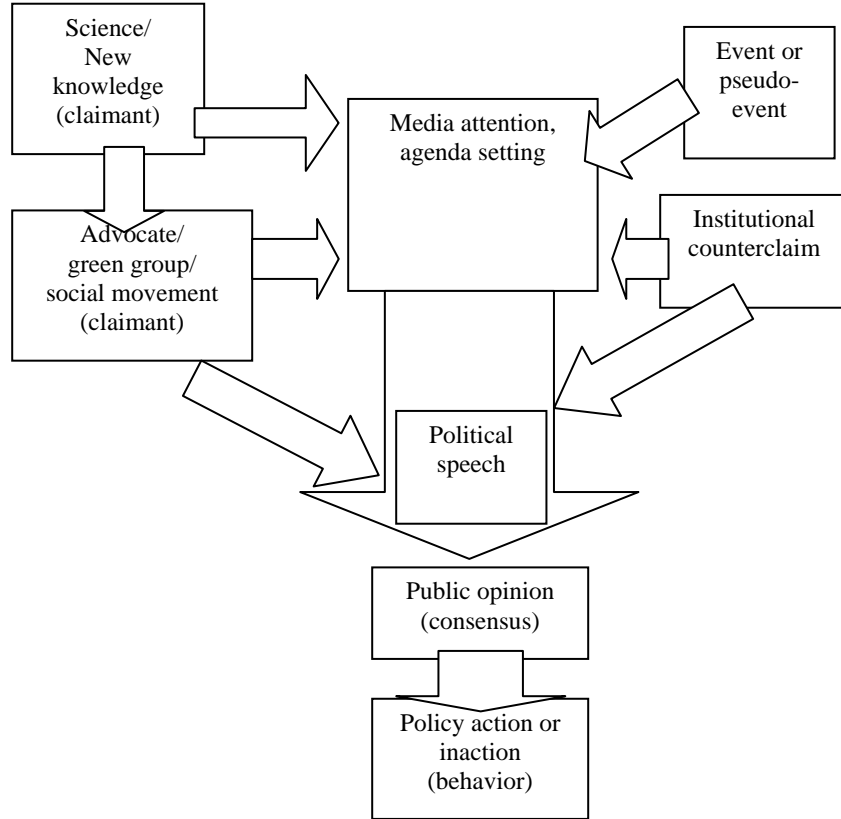 Science/
New
knowledge
(claimant)
Event or
pseudo-
event
Media attention,
agenda setting
Advocate/
green group/
social movement
(claimant)
Institutional
counterclaim
Political
speech
Public opinion
(consensus)
Policy action or
inaction
(behavior)